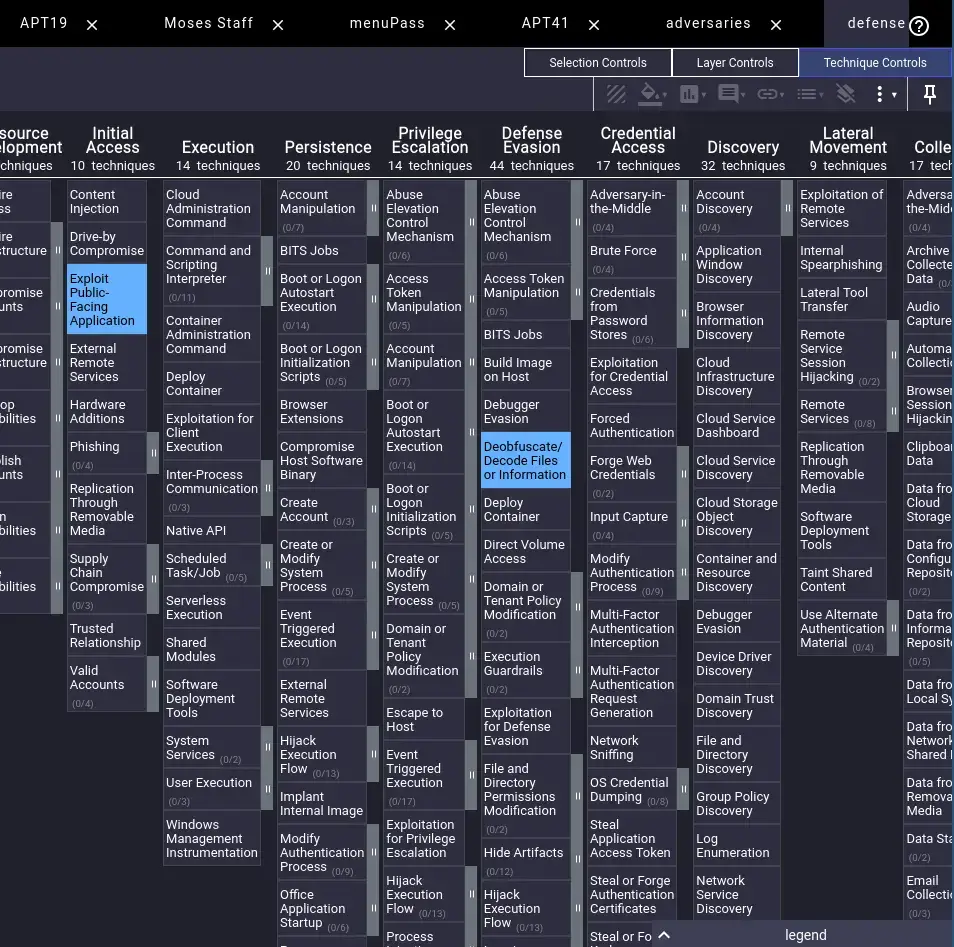 APT19 × Moses Staff × menuPass × APT41 × adversaries × defense ?
Selection Controls Layer Controls Technique Controls
source
elopment
chniques
ire
ss
ire
structure
promise
unts
promise
structure
op
bilities
blish
unts
n
bilities
bilities
Initial
Access
10 techniques
Content
Injection
Drive-by
Compromise
Exploit
Public-
Facing
Application
External
Remote
Services
Hardware
Additions
Phishing
(0/4)
Replication
Through
Removable
Media
Supply
Chain
Compromise
(0/3)
Trusted
Relationship
Valid
Accounts
(0/4)
Execution
14 techniques
Cloud
Administration
Command
Command and
Scripting
Interpreter
(0/11)
Container
Administration
Command
Deploy
Container
Exploitation for
Client
Execution
Inter-Process
Communication
(0/3)
Native API
Scheduled
Task/Job (0/5)
Serverless
Execution
Shared
Modules
Software
Deployment
Tools
System
Services (0/2)
User Execution
(0/3)
Windows
Management
Instrumentation
Persistence
20 techniques
Account
Manipulation
(0/7)
BITS Jobs
Boot or Logon
Autostart
Execution
(0/14)
Boot or Logon
Initialization
Scripts (0/5)
Browser
Extensions
Compromise
Host Software
Binary
Create
Account (0/3)
Create or
Modify
System
Process (0/5)
Event
Triggered
Execution
(0/17)
External
Remote
Services
Hijack
Execution
Flow (0/13)
Implant
Internal Image
Modify
Authentication
Process (0/9)
Office
Application
Startup (0/6)
Privilege
Escalation
14 techniques
Abuse
Elevation
Control
Mechanism
(0/6)
Access
Token
Manipulation
(0/5)
Account
Manipulation
(0/7)
Boot or
Logon
Autostart
Execution
(0/14)
Boot or
Logon
Initialization
Scripts (0/5)
Create or
Modify
System
Process (0/5)
Domain or
Tenant
Policy
Modification
(0/2)
Escape to
Host
Event
Triggered
Execution
(0/17)
Exploitation
for Privilege
Escalation
Hijack
Execution
Flow (0/13)
Process
Defense
Evasion
44 techniques
Abuse
Elevation
Control
Mechanism
(0/6)
Access Token
Manipulation
(0/5)
BITS Jobs
Build Image
on Host
Debugger
Evasion
Deobfuscate/
Decode Files
or Information
Deploy
Container
Direct Volume
Access
Domain or
Tenant Policy
Modification
(0/2)
Execution
Guardrails
(0/2)
Exploitation
for Defense
Evasion
File and
Directory
Permissions
Modification
(0/2)
Hide Artifacts
(0/12)
Hijack
Execution
Flow (0/13)
Credential
Access
17 techniques
Adversary-in-
the-Middle
(0/4)
Brute Force
(0/4)
Credentials
from
Password
Stores (0/6)
Exploitation
for Credential
Access
Forced
Authentication
Forge Web
Credentials
(0/2)
Input Capture
(0/4)
Modify
Authentication
Process (0/9)
Multi-Factor
Authentication
Interception
Multi-Factor
Authentication
Request
Generation
Network
Sniffing
OS Credential
Dumping (0/8)
Steal
Application
Access Token
Steal or Forge
Authentication
Certificates
Steal or Fo
Discovery
32 techniques
Account
Discovery
(0/4)
Application
Window
Discovery
Browser
Information
Discovery
Cloud
Infrastructure
Discovery
Cloud Service
Dashboard
Cloud Service
Discovery
Cloud Storage
Object
Discovery
Container and
Resource
Discovery
Debugger
Evasion
Device Driver
Discovery
Domain Trust
Discovery
File and
Directory
Discovery
Group Policy
Discovery
Log
Enumeration
Network
Service
Discovery
Lateral
Movement
9 techniques
Exploitation of
Remote
Services
Internal
Spearphishing
Lateral Tool
Transfer
Remote
Service
Session
Hijacking (0/2)
Remote
Services (0/8)
Replication
Through
Removable
Media
Software
Deployment
Tools
Taint Shared
Content
Use Alternate
Authentication
Material (0/4)
Colle
17 tech
Adversa
the-Mid
(0/4)
Archive
Collecte
Data (0/
Audio
Capture
Automa
Collecti
Browser
Session
Hijackin
Clipboar
Data
Data fro
Cloud
Storage
Data fro
Configu
Reposit
(0/2)
Data fro
Informa
Reposit
(0/5)
Data fro
Local Sy
Data fro
Network
Shared
Data fro
Remova
Media
Data Sta
(0/2)
Email
Collecti
(0/3)
legend